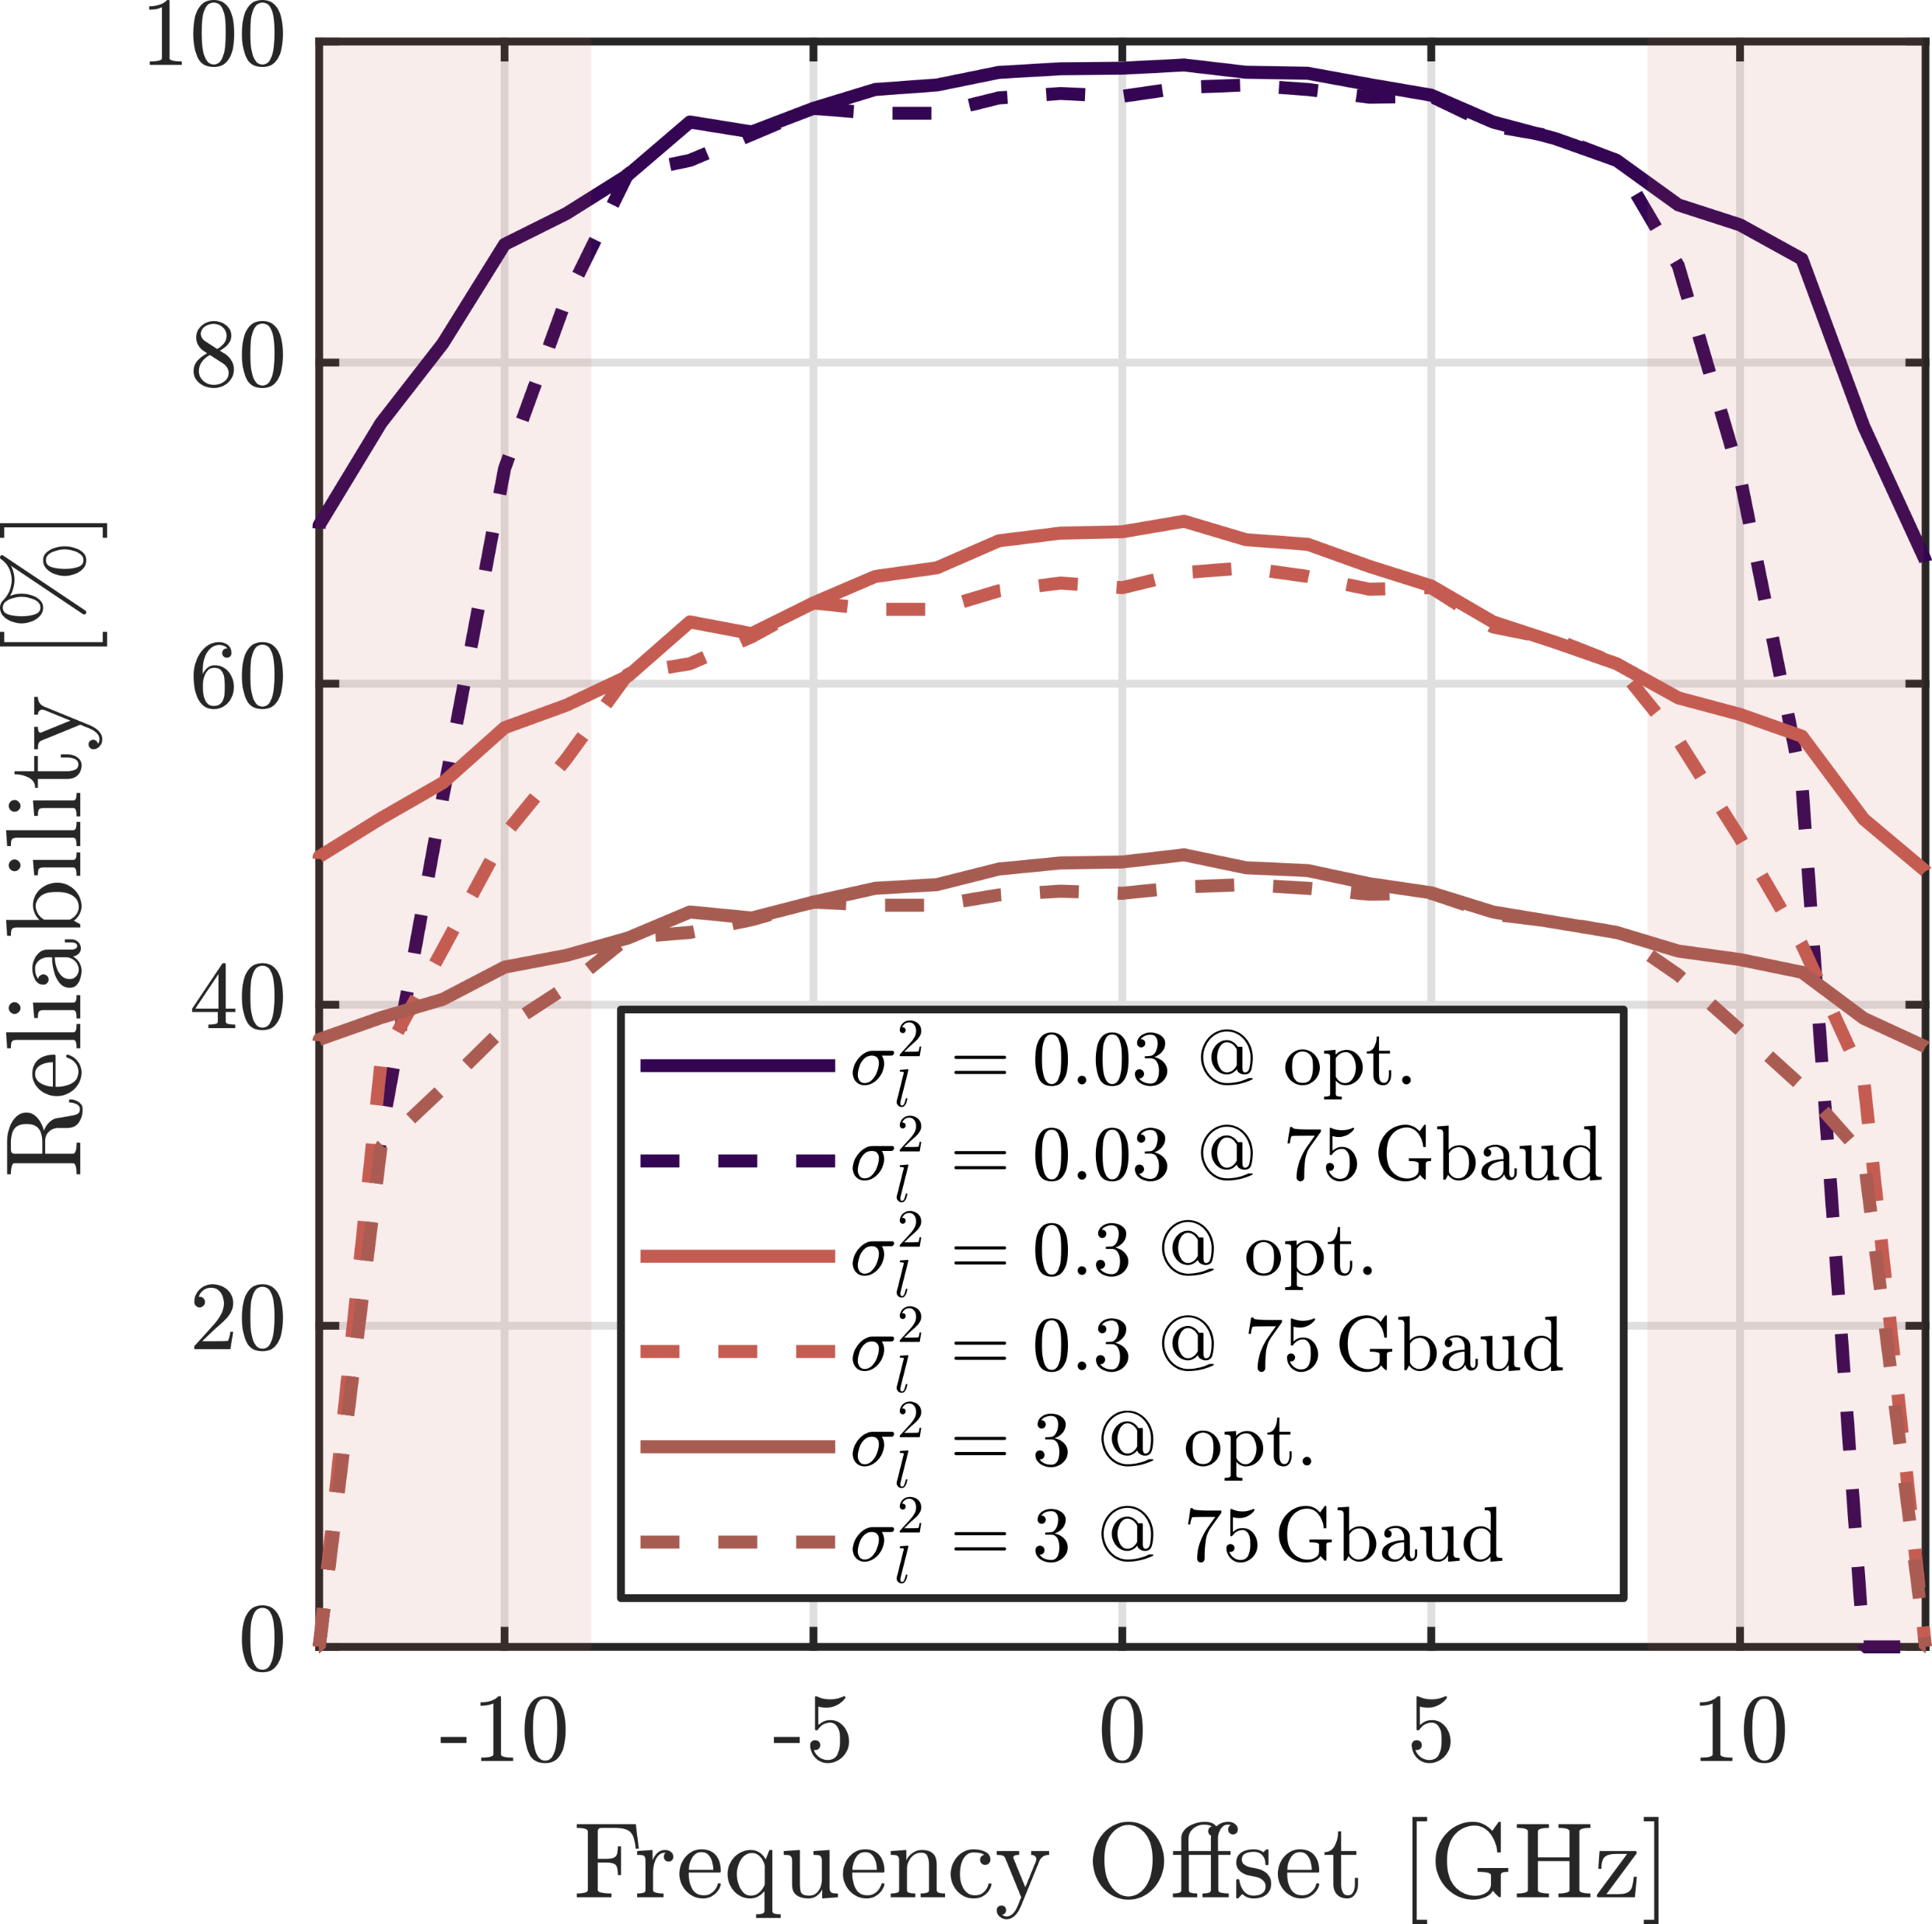 100
80
60
40
20
0
Reliability [%]
σ_l^2 = 0.03 @ opt.
σ_l^2 = 0.03 @ 75 Gbaud
σ_l^2 = 0.3 @ opt.
σ_l^2 = 0.3 @ 75 Gbaud
σ_l^2 = 3 @ opt.
σ_l^2 = 3 @ 75 Gbaud
-10 -5 0 5 10
Frequency Offset [GHz]